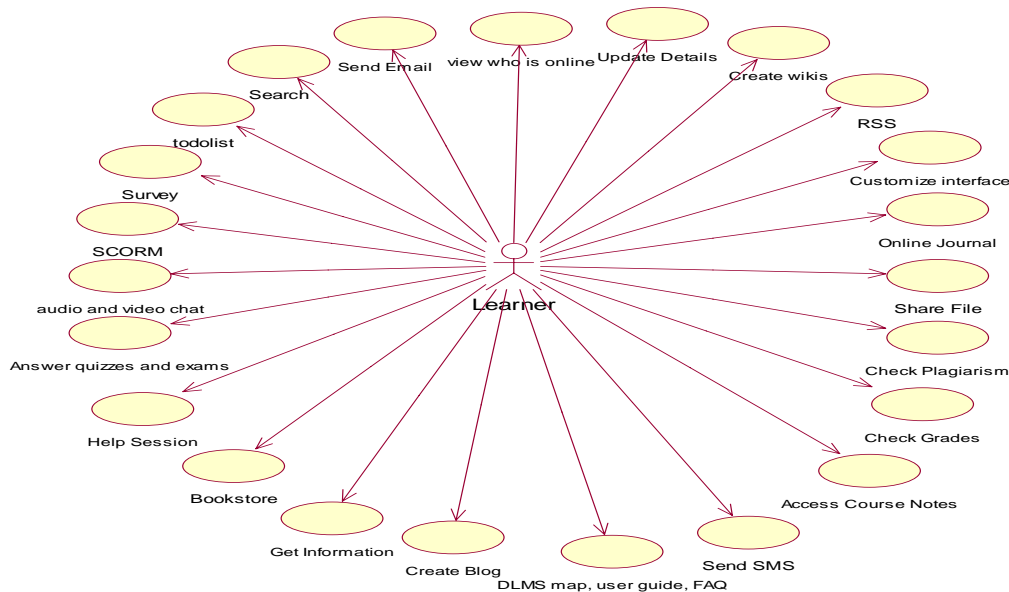 view who is online
Update Details
Send Email
Create wikis
Search
RSS
todolist
Customize interface
Survey
Online Journal
SCORM
audio and video chat
Learner
Share File
Answer quizzes and exams
Check Plagiarism
Help Session
Check Grades
Bookstore
Access Course Notes
Get Information
Create Blog
Send SMS
DLMS map, user guide, FAQ